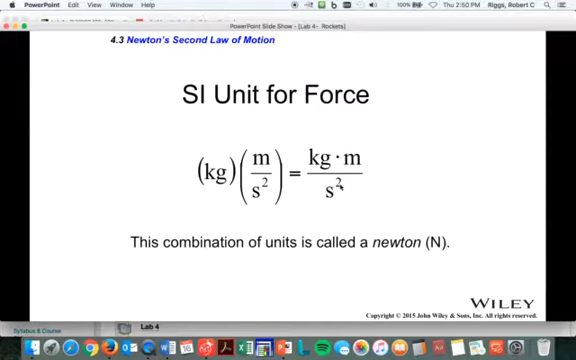 PowerPoint File Edit View Window Help 100% Thu 2:50 PM Riggs, Robert C
PowerPoint Slide Show - [Lab 4- Rockets]
4.3 Newton's Second Law of Motion
SI Unit for Force
(kg)(m/s²) = kg·m/s²
This combination of units is called a newton (N).
WILEY
Copyright © 2015 John Wiley & Sons, Inc. All rights reserved.
Syllabus & Course
Lab 4